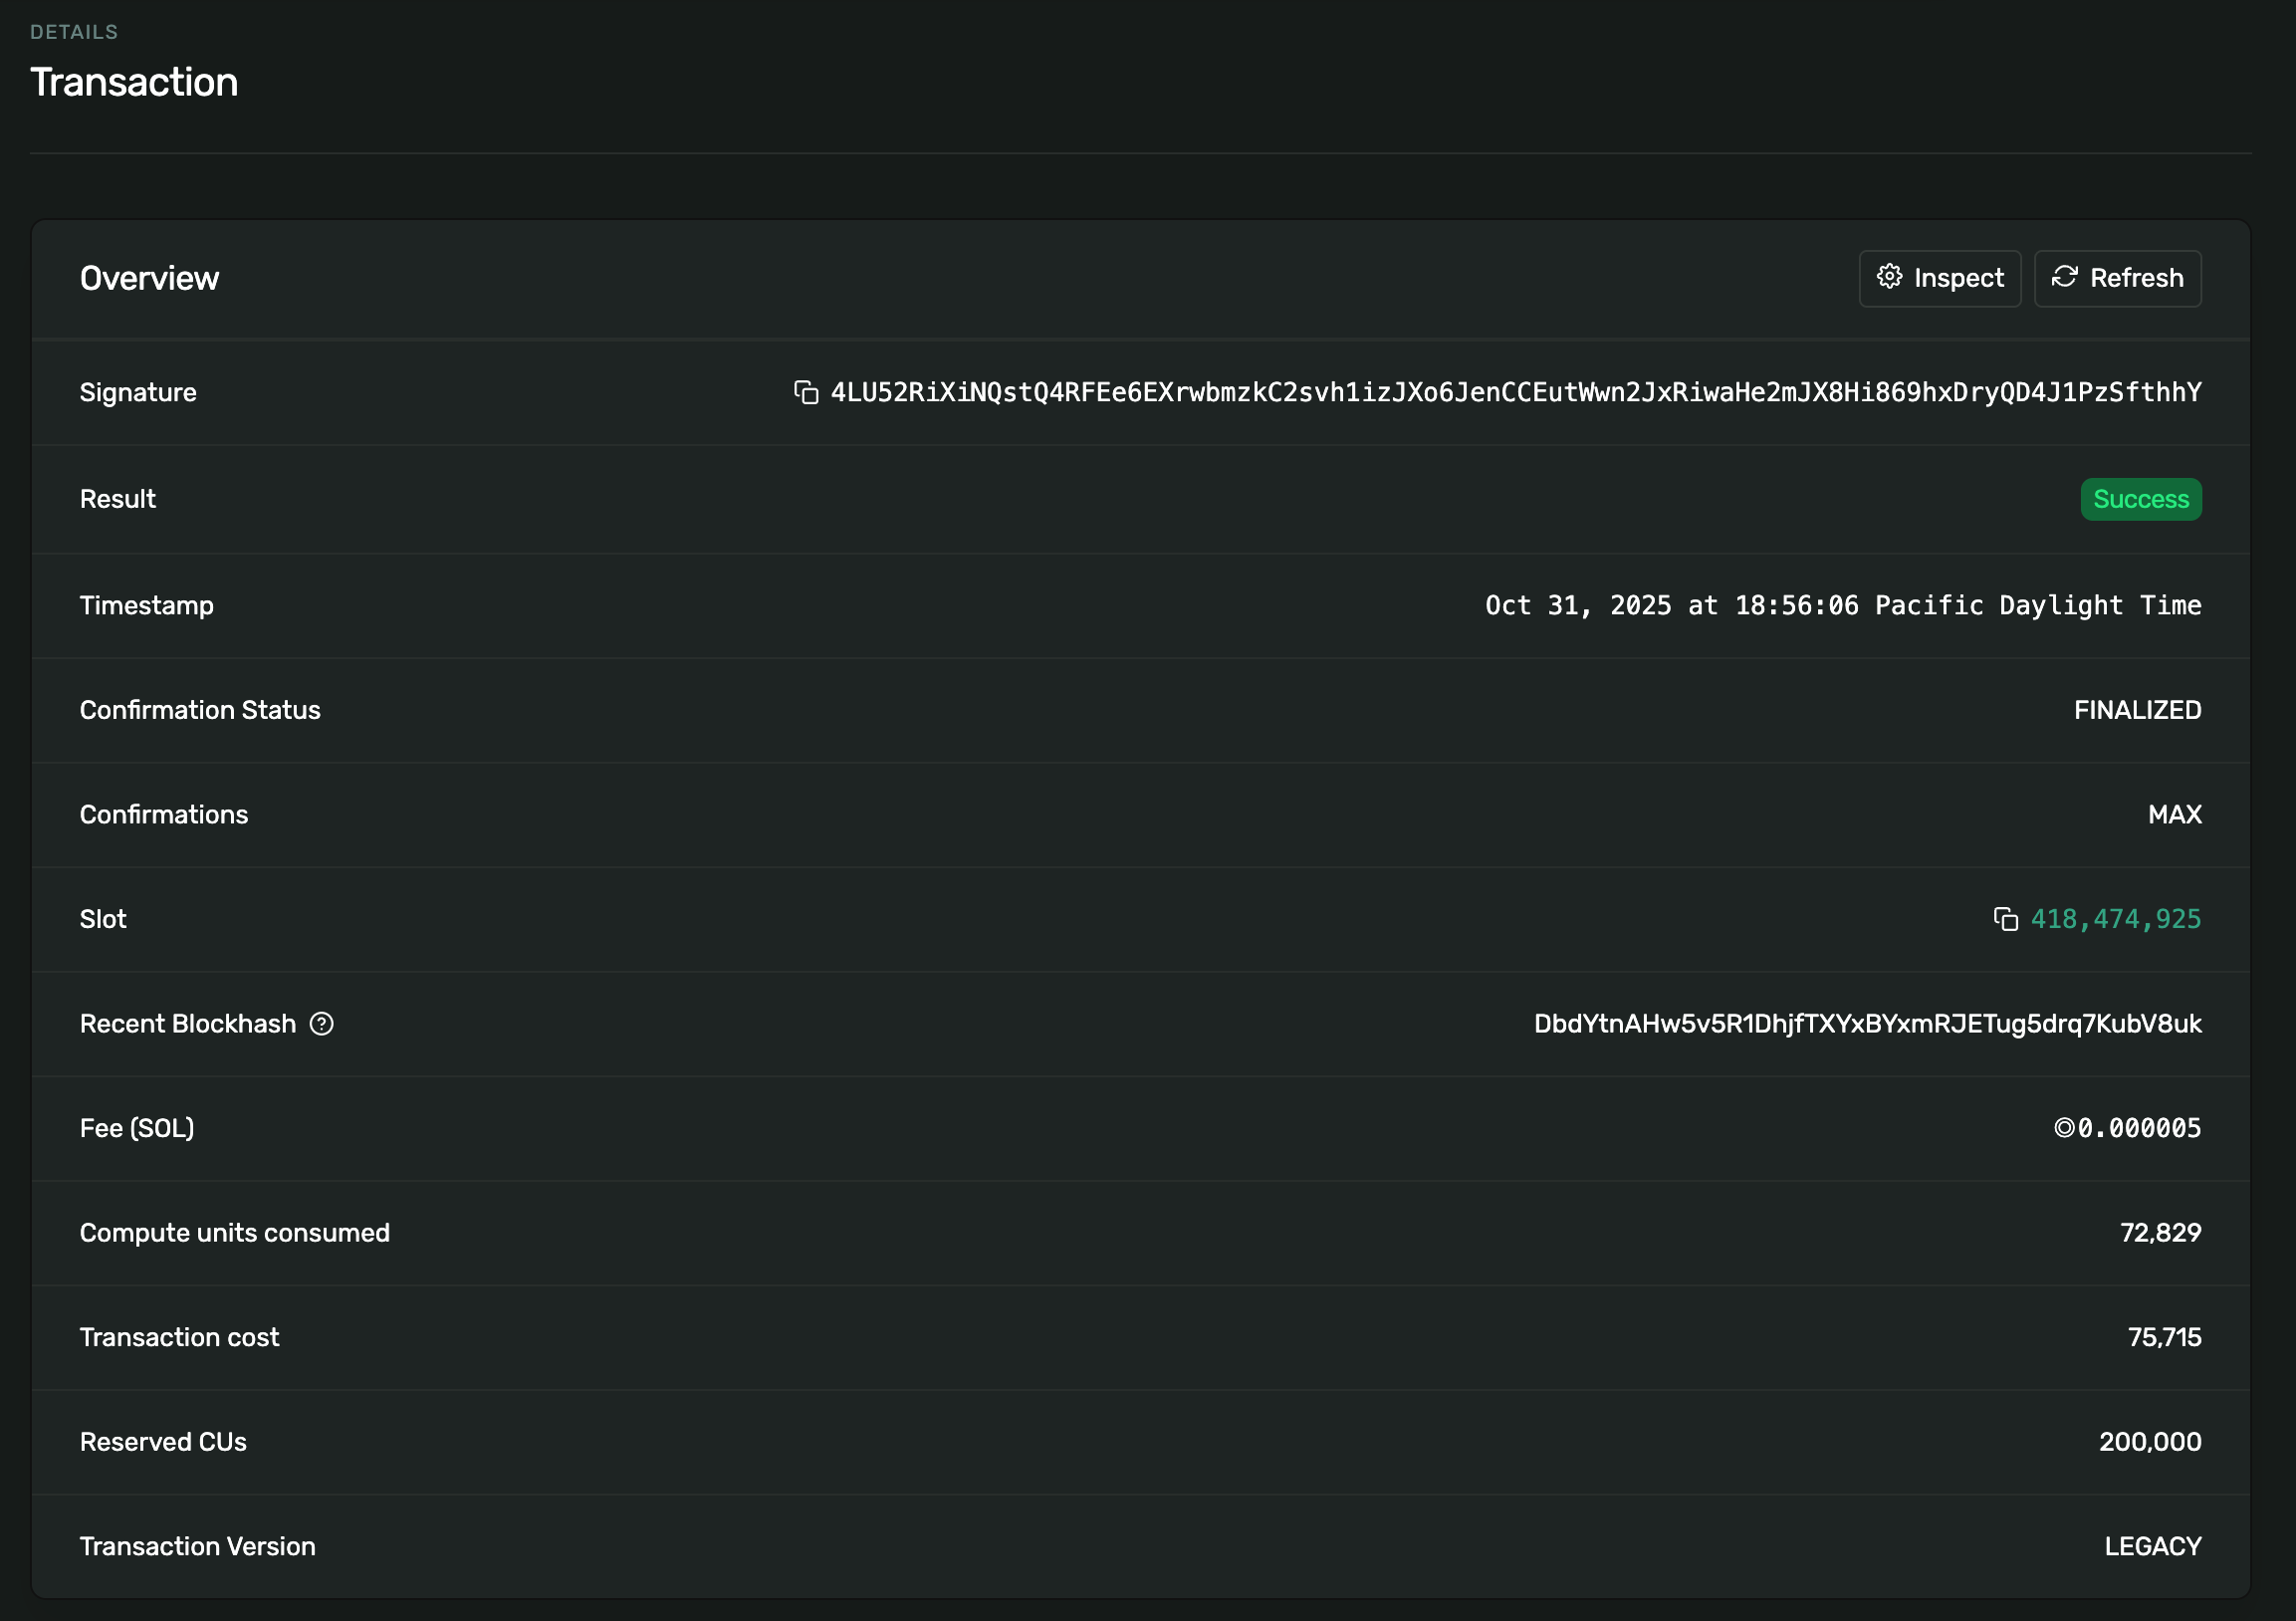 DETAILS
Transaction
Overview
Inspect
Refresh
Signature
4LU52RiXiNQstQ4RFEe6EXrwbmzkC2svh1izJXo6JenCCEutWwn2JxRiwaHe2mJX8Hi869hxDryQD4J1PzSfthhY
Result
Success
Timestamp
Oct 31, 2025 at 18:56:06 Pacific Daylight Time
Confirmation Status
FINALIZED
Confirmations
MAX
Slot
418,474,925
Recent Blockhash
DbdYtnAHw5v5R1DhjfTXYxBYxmRJETug5drq7KubV8uk
Fee (SOL)
◎0.000005
Compute units consumed
72,829
Transaction cost
75,715
Reserved CUs
200,000
Transaction Version
LEGACY